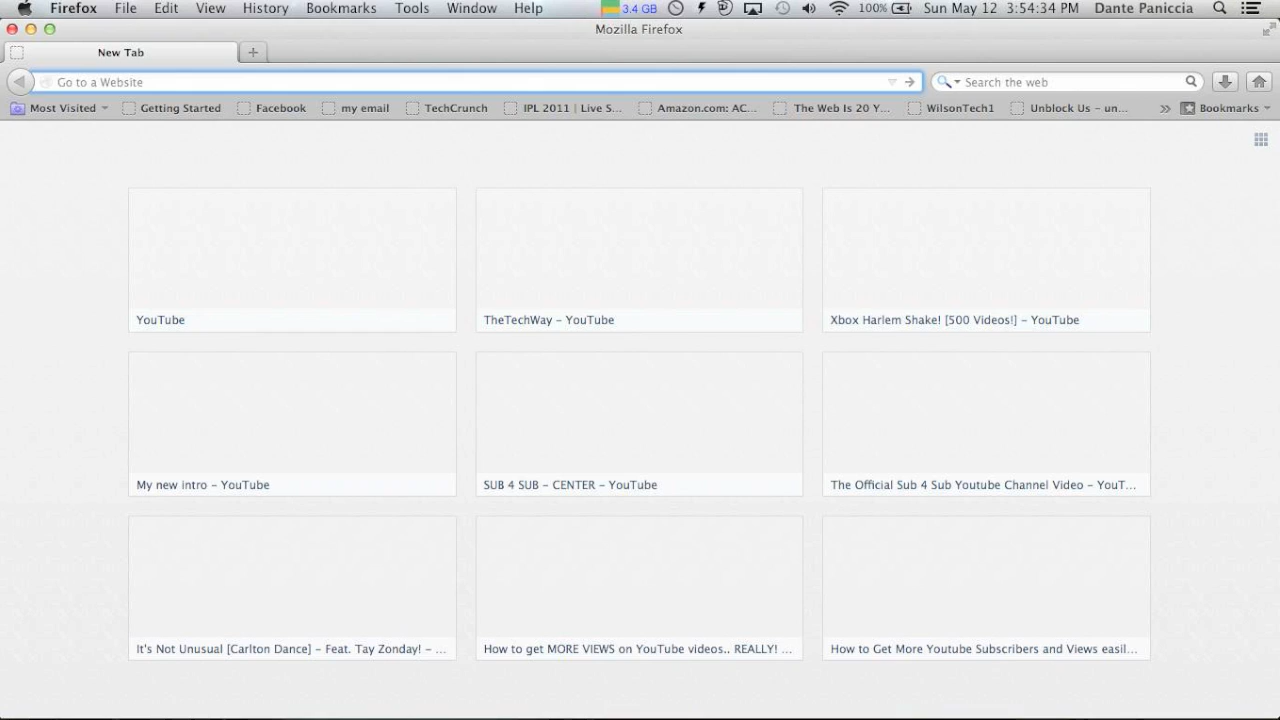 Firefox File Edit View History Bookmarks Tools Window Help 3.4 GB 100% Sun May 12 3:54:34 PM Dante Paniccia
Mozilla Firefox
New Tab
Go to a Website Search the web
Most Visited Getting Started Facebook my email TechCrunch IPL 2011 | Live S... Amazon.com: AC... The Web Is 20 Y... WilsonTech1 Unblock Us – un... » Bookmarks
YouTube TheTechWay – YouTube Xbox Harlem Shake! [500 Videos!] – YouTube
My new intro – YouTube SUB 4 SUB – CENTER – YouTube The Official Sub 4 Sub Youtube Channel Video – YouT...
It's Not Unusual [Carlton Dance] – Feat. Tay Zonday! – ... How to get MORE VIEWS on YouTube videos.. REALLY! ... How to Get More Youtube Subscribers and Views easil...